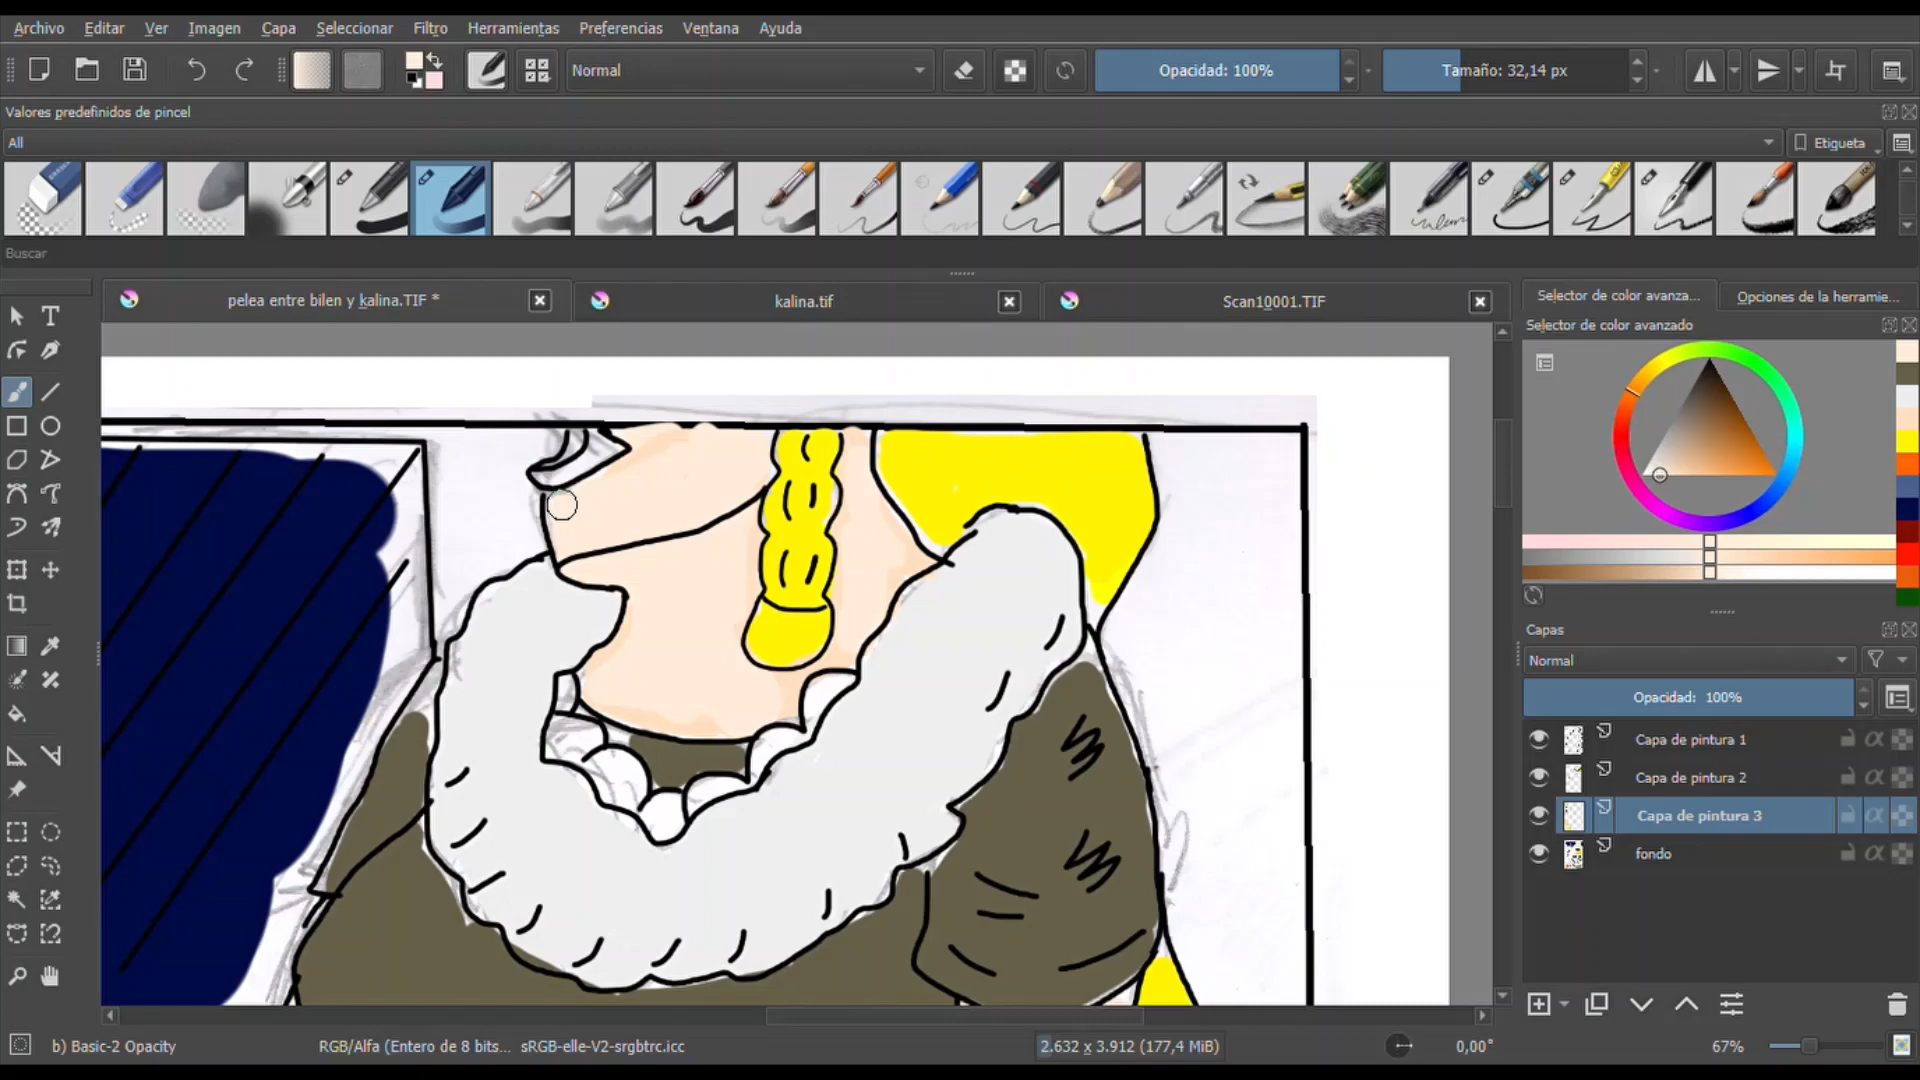 Archivo Editar Ver Imagen Capa Seleccionar Filtro Herramientas Preferencias Ventana Ayuda
Normal Opacidad: 100% Tamaño: 32,14 px
Valores predefinidos de pincel
All Etiqueta
Buscar
pelea entre bilen y kalina.TIF * kalina.tif Scan10001.TIF
Selector de color avanza... Opciones de la herramie...
Selector de color avanzado
Capas
Normal
Opacidad: 100%
Capa de pintura 1
Capa de pintura 2
Capa de pintura 3
fondo
b) Basic-2 Opacity RGB/Alfa (Entero de 8 bits... sRGB-elle-V2-srgbtrc.icc 2.632 x 3.912 (177,4 MiB) 0,00° 67%